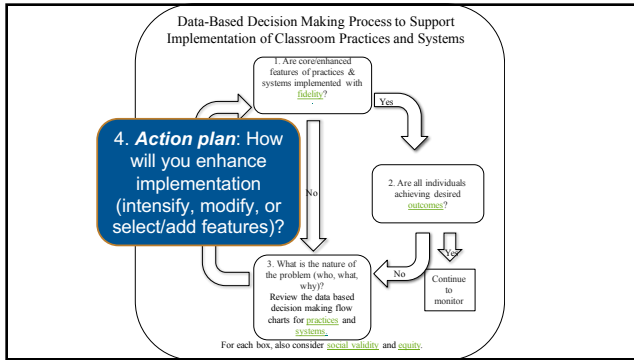 Data-Based Decision Making Process to Support
Implementation of Classroom Practices and Systems
1. Are core/enhanced
features of practices &
systems implemented with
fidelity?
Yes
4. Action plan: How
will you enhance
implementation
(intensify, modify, or
select/add features)?
No
2. Are all individuals
achieving desired
outcomes?
3. What is the nature of
the problem (who, what,
why)?
Review the data based
decision making flow
charts for practices and
systems.
No
Yes
Continue
to
monitor
For each box, also consider social validity and equity.